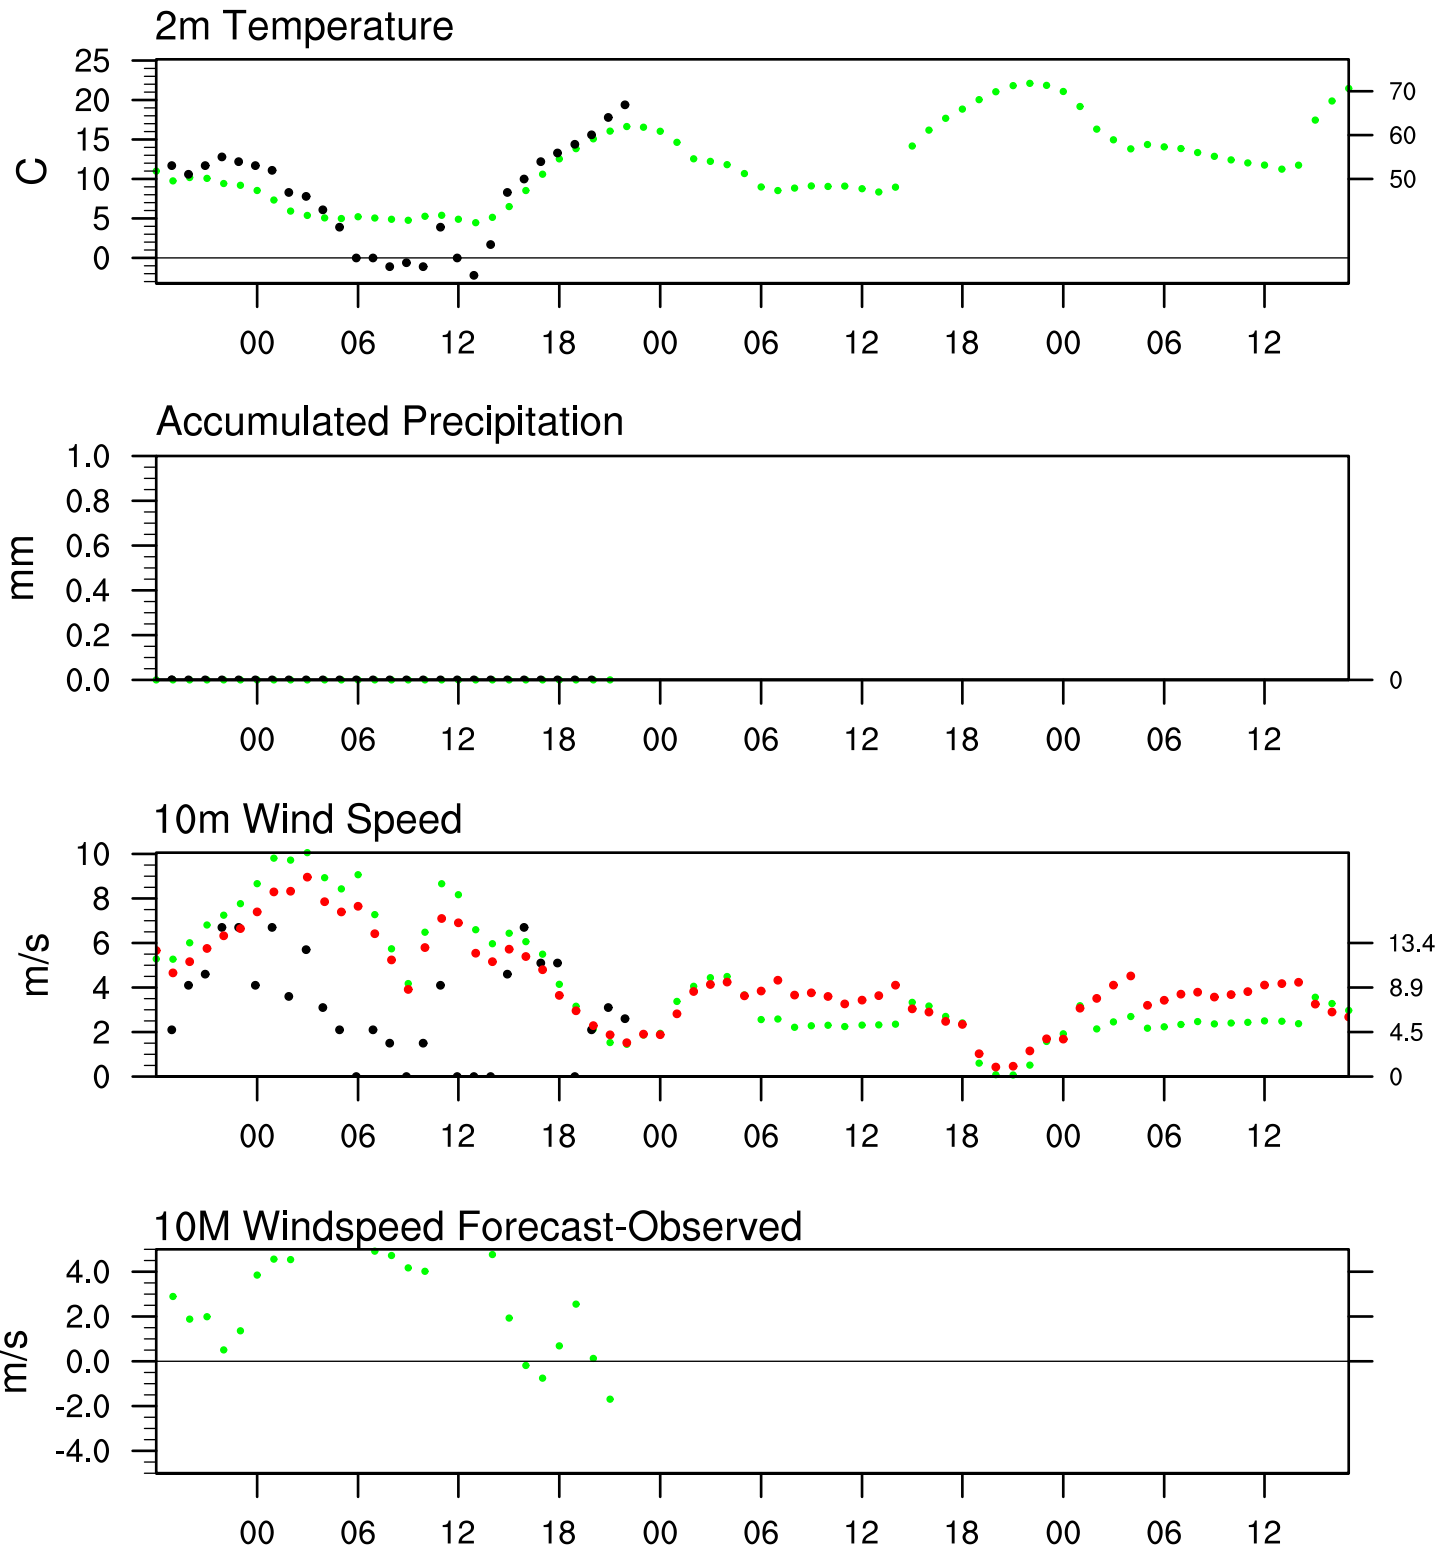 2m Temperature
25
20
15
10
5
0
C
70
60
50
00 06 12 18 00 06 12 18 00 06 12
Accumulated Precipitation
1.0
0.8
0.6
0.4
0.2
0.0
mm
0
00 06 12 18 00 06 12 18 00 06 12
10m Wind Speed
10
8
6
4
2
0
m/s
13.4
8.9
4.5
0
00 06 12 18 00 06 12 18 00 06 12
10M Windspeed Forecast-Observed
4.0
2.0
0.0
-2.0
-4.0
m/s
00 06 12 18 00 06 12 18 00 06 12